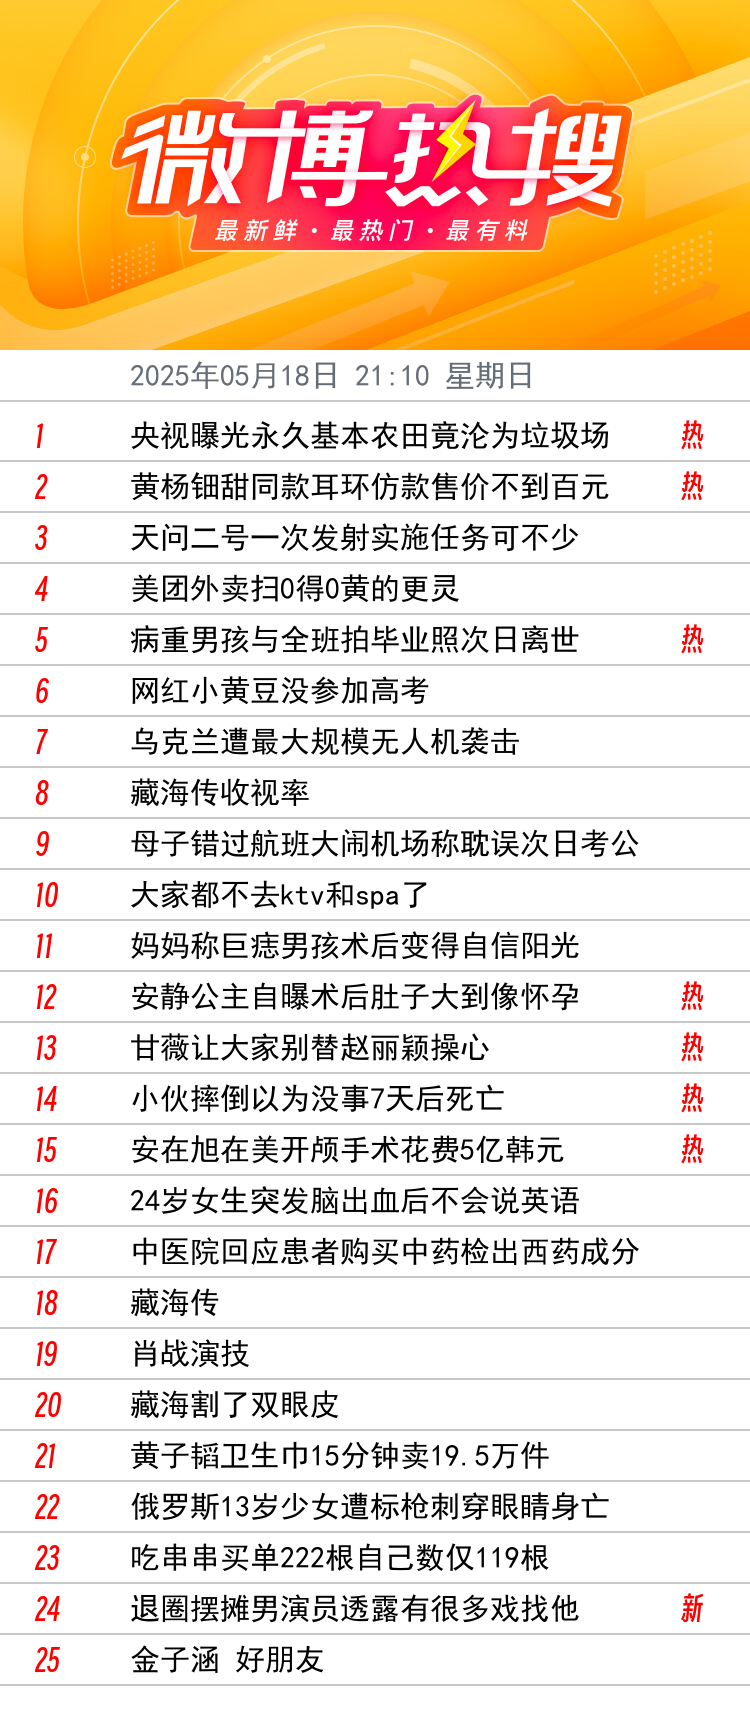 微博热搜
最新鲜·最热门·最有料
2025年05月18日 21:10 星期日
1 央视曝光永久基本农田竟沦为垃圾场 热
2 黄杨钿甜同款耳环仿款售价不到百元 热
3 天问二号一次发射实施任务可不少
4 美团外卖扫0得0黄的更灵
5 病重男孩与全班拍毕业照次日离世 热
6 网红小黄豆没参加高考
7 乌克兰遭最大规模无人机袭击
8 藏海传收视率
9 母子错过航班大闹机场称耽误次日考公
10 大家都不去ktv和spa了
11 妈妈称巨痣男孩术后变得自信阳光
12 安静公主自曝术后肚子大到像怀孕 热
13 甘薇让大家别替赵丽颖操心 热
14 小伙摔倒以为没事7天后死亡 热
15 安在旭在美开颅手术花费5亿韩元 热
16 24岁女生突发脑出血后不会说英语
17 中医院回应患者购买中药检出西药成分
18 藏海传
19 肖战演技
20 藏海割了双眼皮
21 黄子韬卫生巾15分钟卖19.5万件
22 俄罗斯13岁少女遭标枪刺穿眼睛身亡
23 吃串串买单222根自己数仅119根
24 退圈摆摊男演员透露有很多戏找他 新
25 金子涵 好朋友